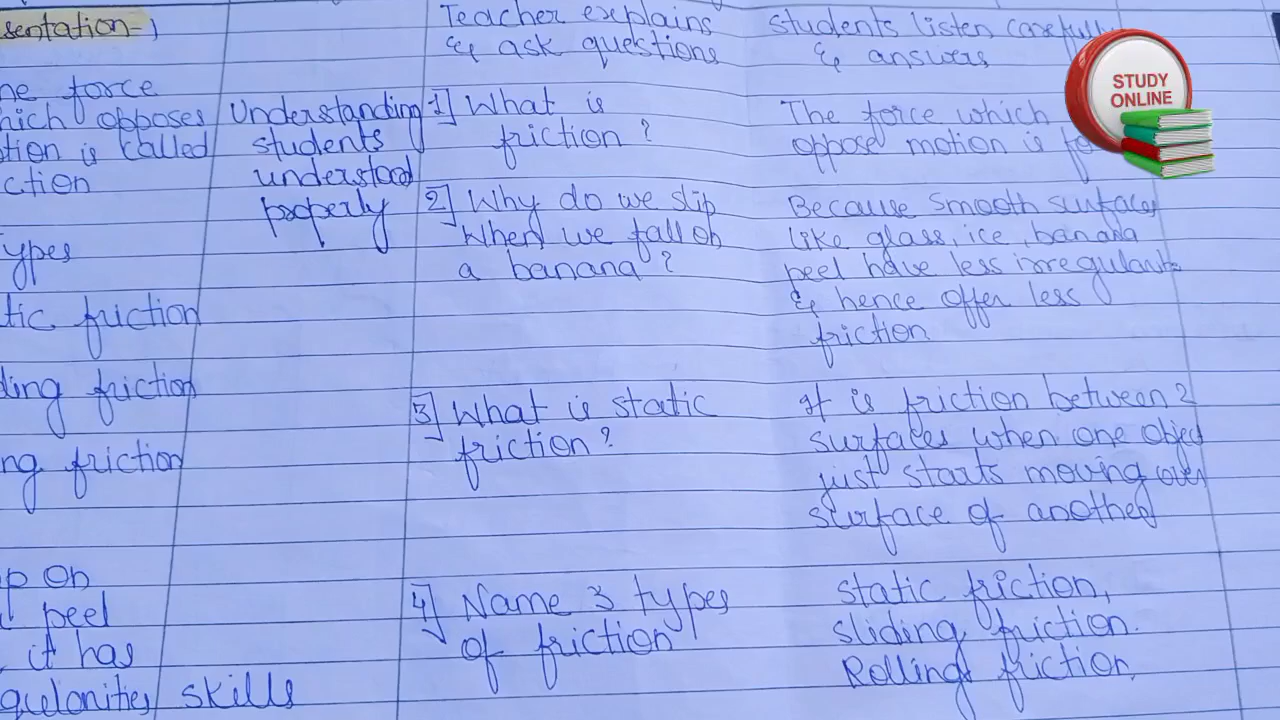 sentation-)
ne force
hich opposes
tion is called
ction
ypes
tic friction
ding friction
ng friction
p on
peel
it has
gulanities
Understanding
students
understood
properly
skills
Teacher explains
& ask questions
1] What is
friction ?
2] Why do we slip
when we fall on
a banana ?
3] What is static
friction ?
4] Name 3 types
of friction
students listen carefully
& answers
The force which
oppose motion is
Because smooth surfaces
like glass, ice, banana
peel have less irregularit
& hence offer less
friction
It is friction between 2
surfaces when one object
just starts moving over
surface of another
static friction,
sliding friction.
Rolling friction,
STUDY
ONLINE